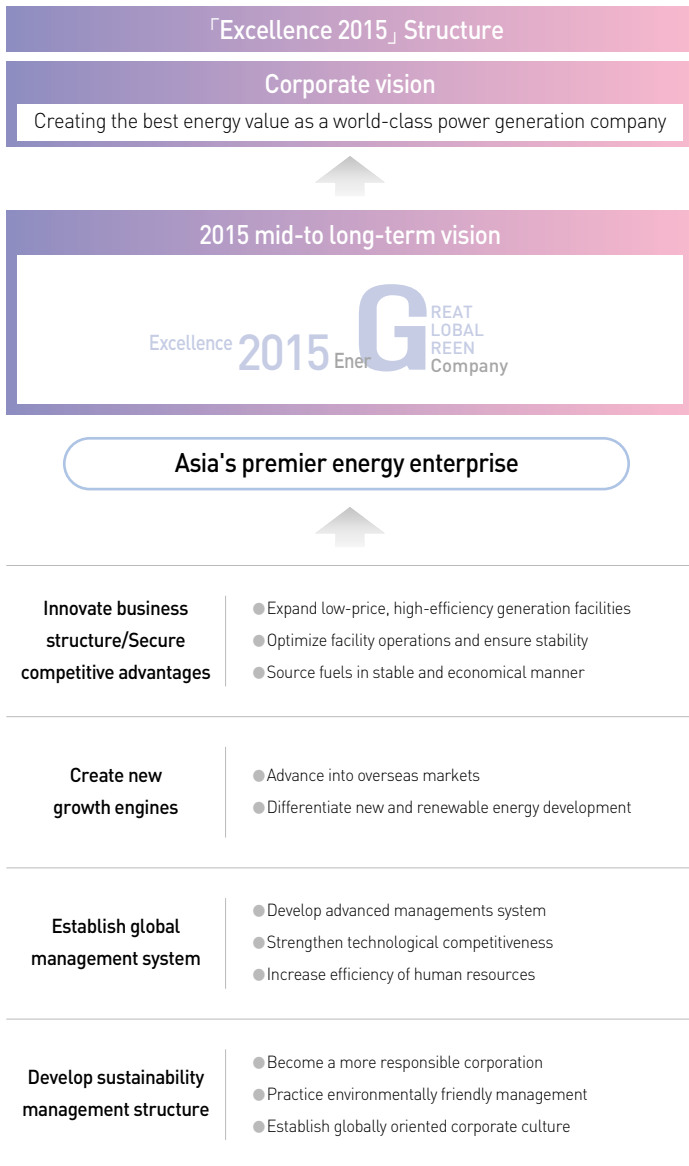 「Excellence 2015」 Structure
Corporate vision
Creating the best energy value as a world-class power generation company
2015 mid-to long-term vision
Excellence 2015 Ener G
REAT
LOBAL
REEN
Company
Asia's premier energy enterprise
Innovate business
structure/Secure
competitive advantages
●Expand low-price, high-efficiency generation facilities
●Optimize facility operations and ensure stability
●Source fuels in stable and economical manner
Create new
growth engines
●Advance into overseas markets
●Differentiate new and renewable energy development
Establish global
management system
●Develop advanced managements system
●Strengthen technological competitiveness
●Increase efficiency of human resources
Develop sustainability
management structure
●Become a more responsible corporation
●Practice environmentally friendly management
●Establish globally oriented corporate culture